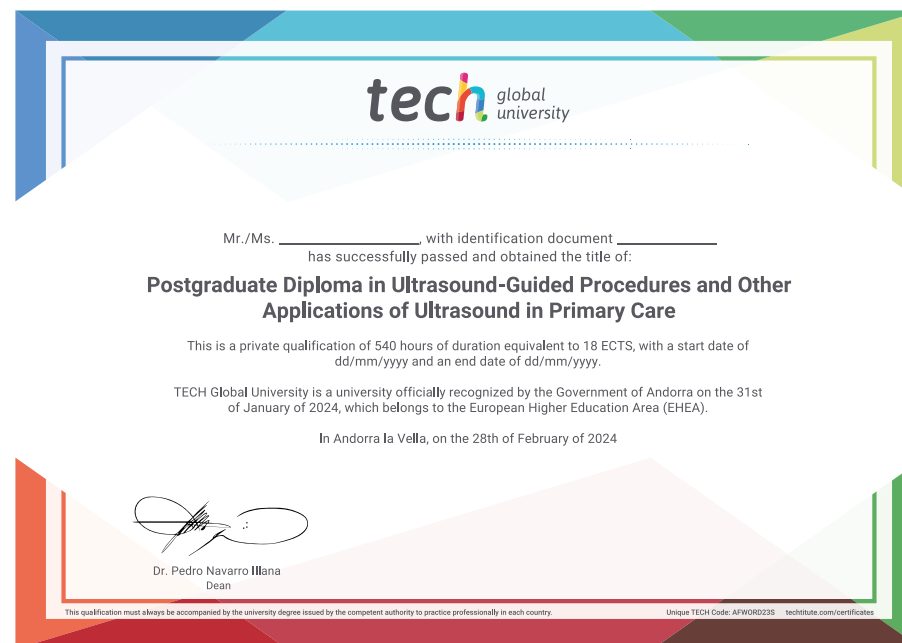 tech global university
Mr./Ms. ____________, with identification document ____________
has successfully passed and obtained the title of:
Postgraduate Diploma in Ultrasound-Guided Procedures and Other
Applications of Ultrasound in Primary Care
This is a private qualification of 540 hours of duration equivalent to 18 ECTS, with a start date of
dd/mm/yyyy and an end date of dd/mm/yyyy.
TECH Global University is a university officially recognized by the Government of Andorra on the 31st
of January of 2024, which belongs to the European Higher Education Area (EHEA).
In Andorra la Vella, on the 28th of February of 2024
Dr. Pedro Navarro Illana
Dean
This qualification must always be accompanied by the university degree issued by the competent authority to practice professionally in each country. Unique TECH Code: AFWORD23S techtitute.com/certificates